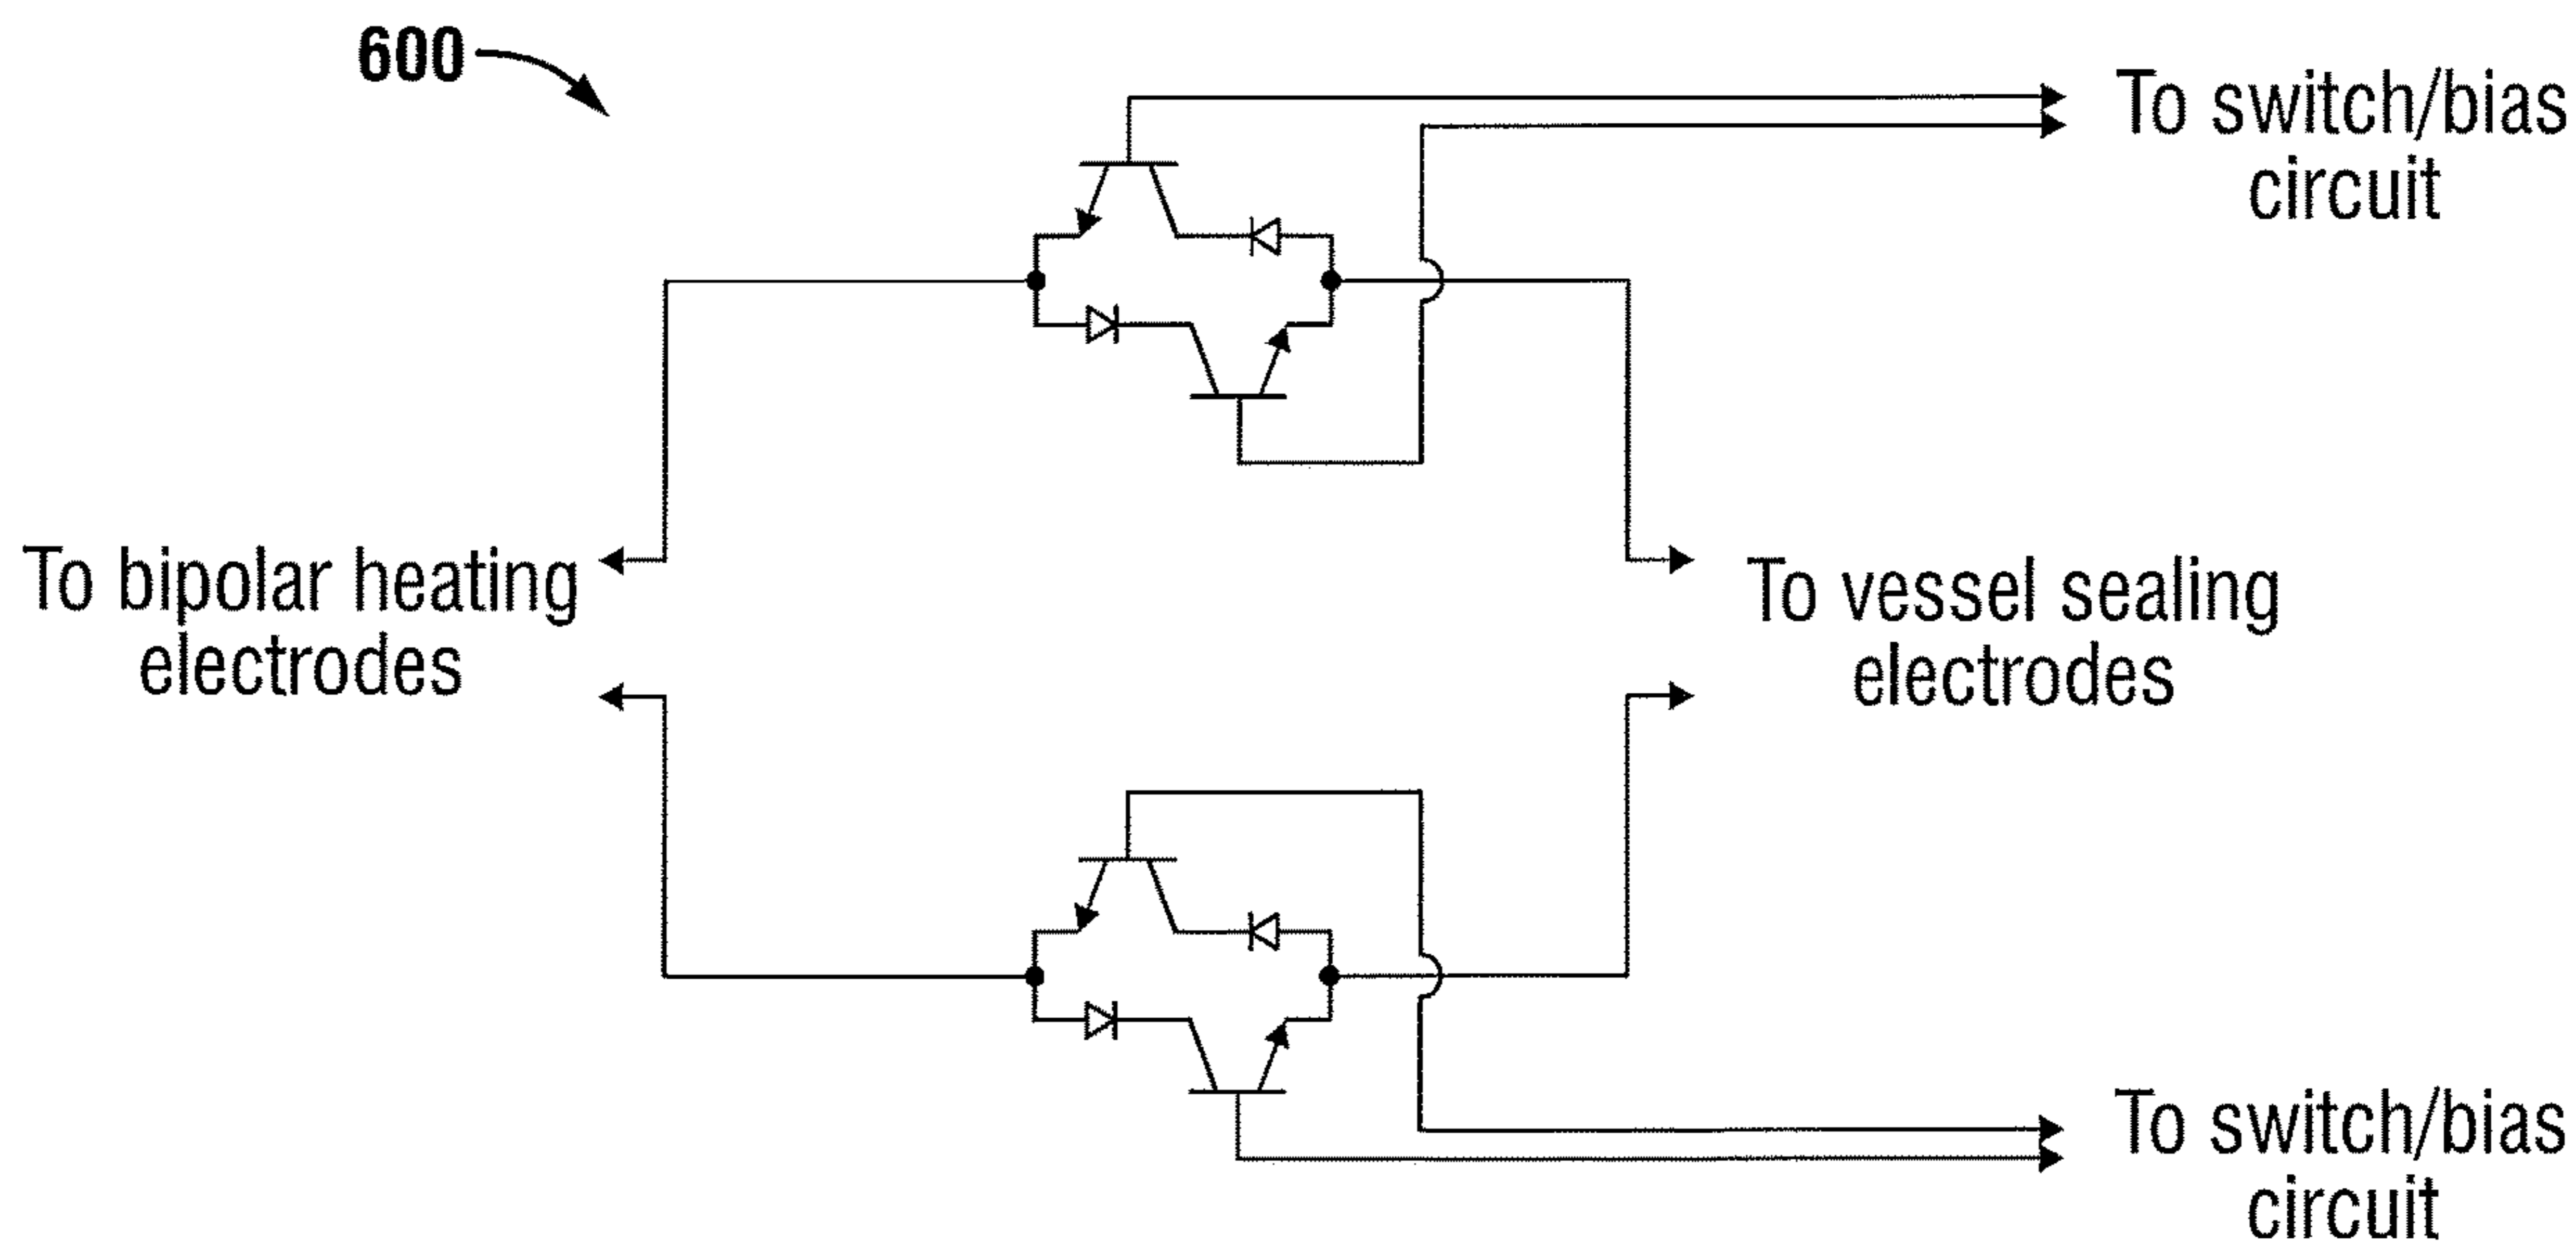 600
To switch/bias
circuit
To bipolar heating
electrodes
To vessel sealing
electrodes
To switch/bias
circuit